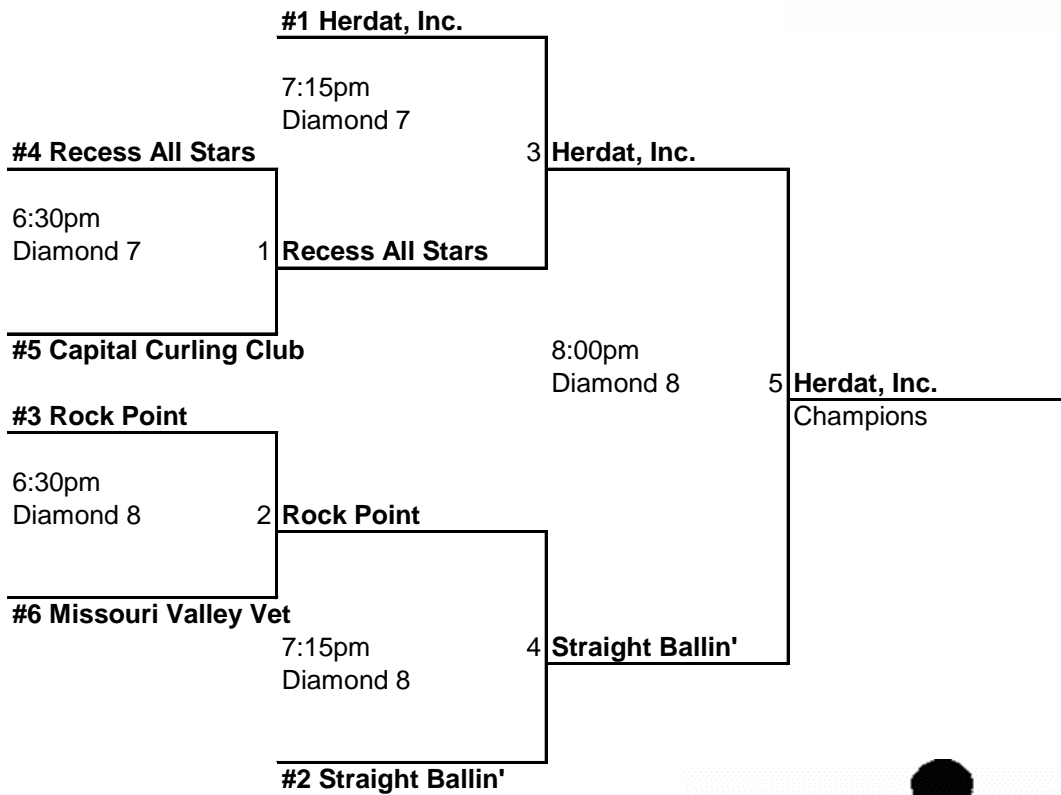 #1 Herdat, Inc.
7:15pm
Diamond 7
#4 Recess All Stars
3 Herdat, Inc.
6:30pm
Diamond 7
1 Recess All Stars
#5 Capital Curling Club
8:00pm
Diamond 8
5 Herdat, Inc.
Champions
#3 Rock Point
6:30pm
Diamond 8
2 Rock Point
#6 Missouri Valley Vet
7:15pm
Diamond 8
4 Straight Ballin'
#2 Straight Ballin'